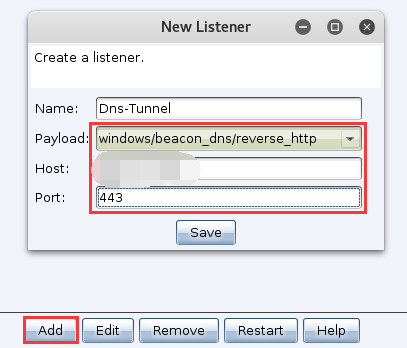 New Listener
Create a listener.
Name: Dns-Tunnel
Payload: windows/beacon_dns/reverse_http
Host:
Port: 443
Save
Add Edit Remove Restart Help